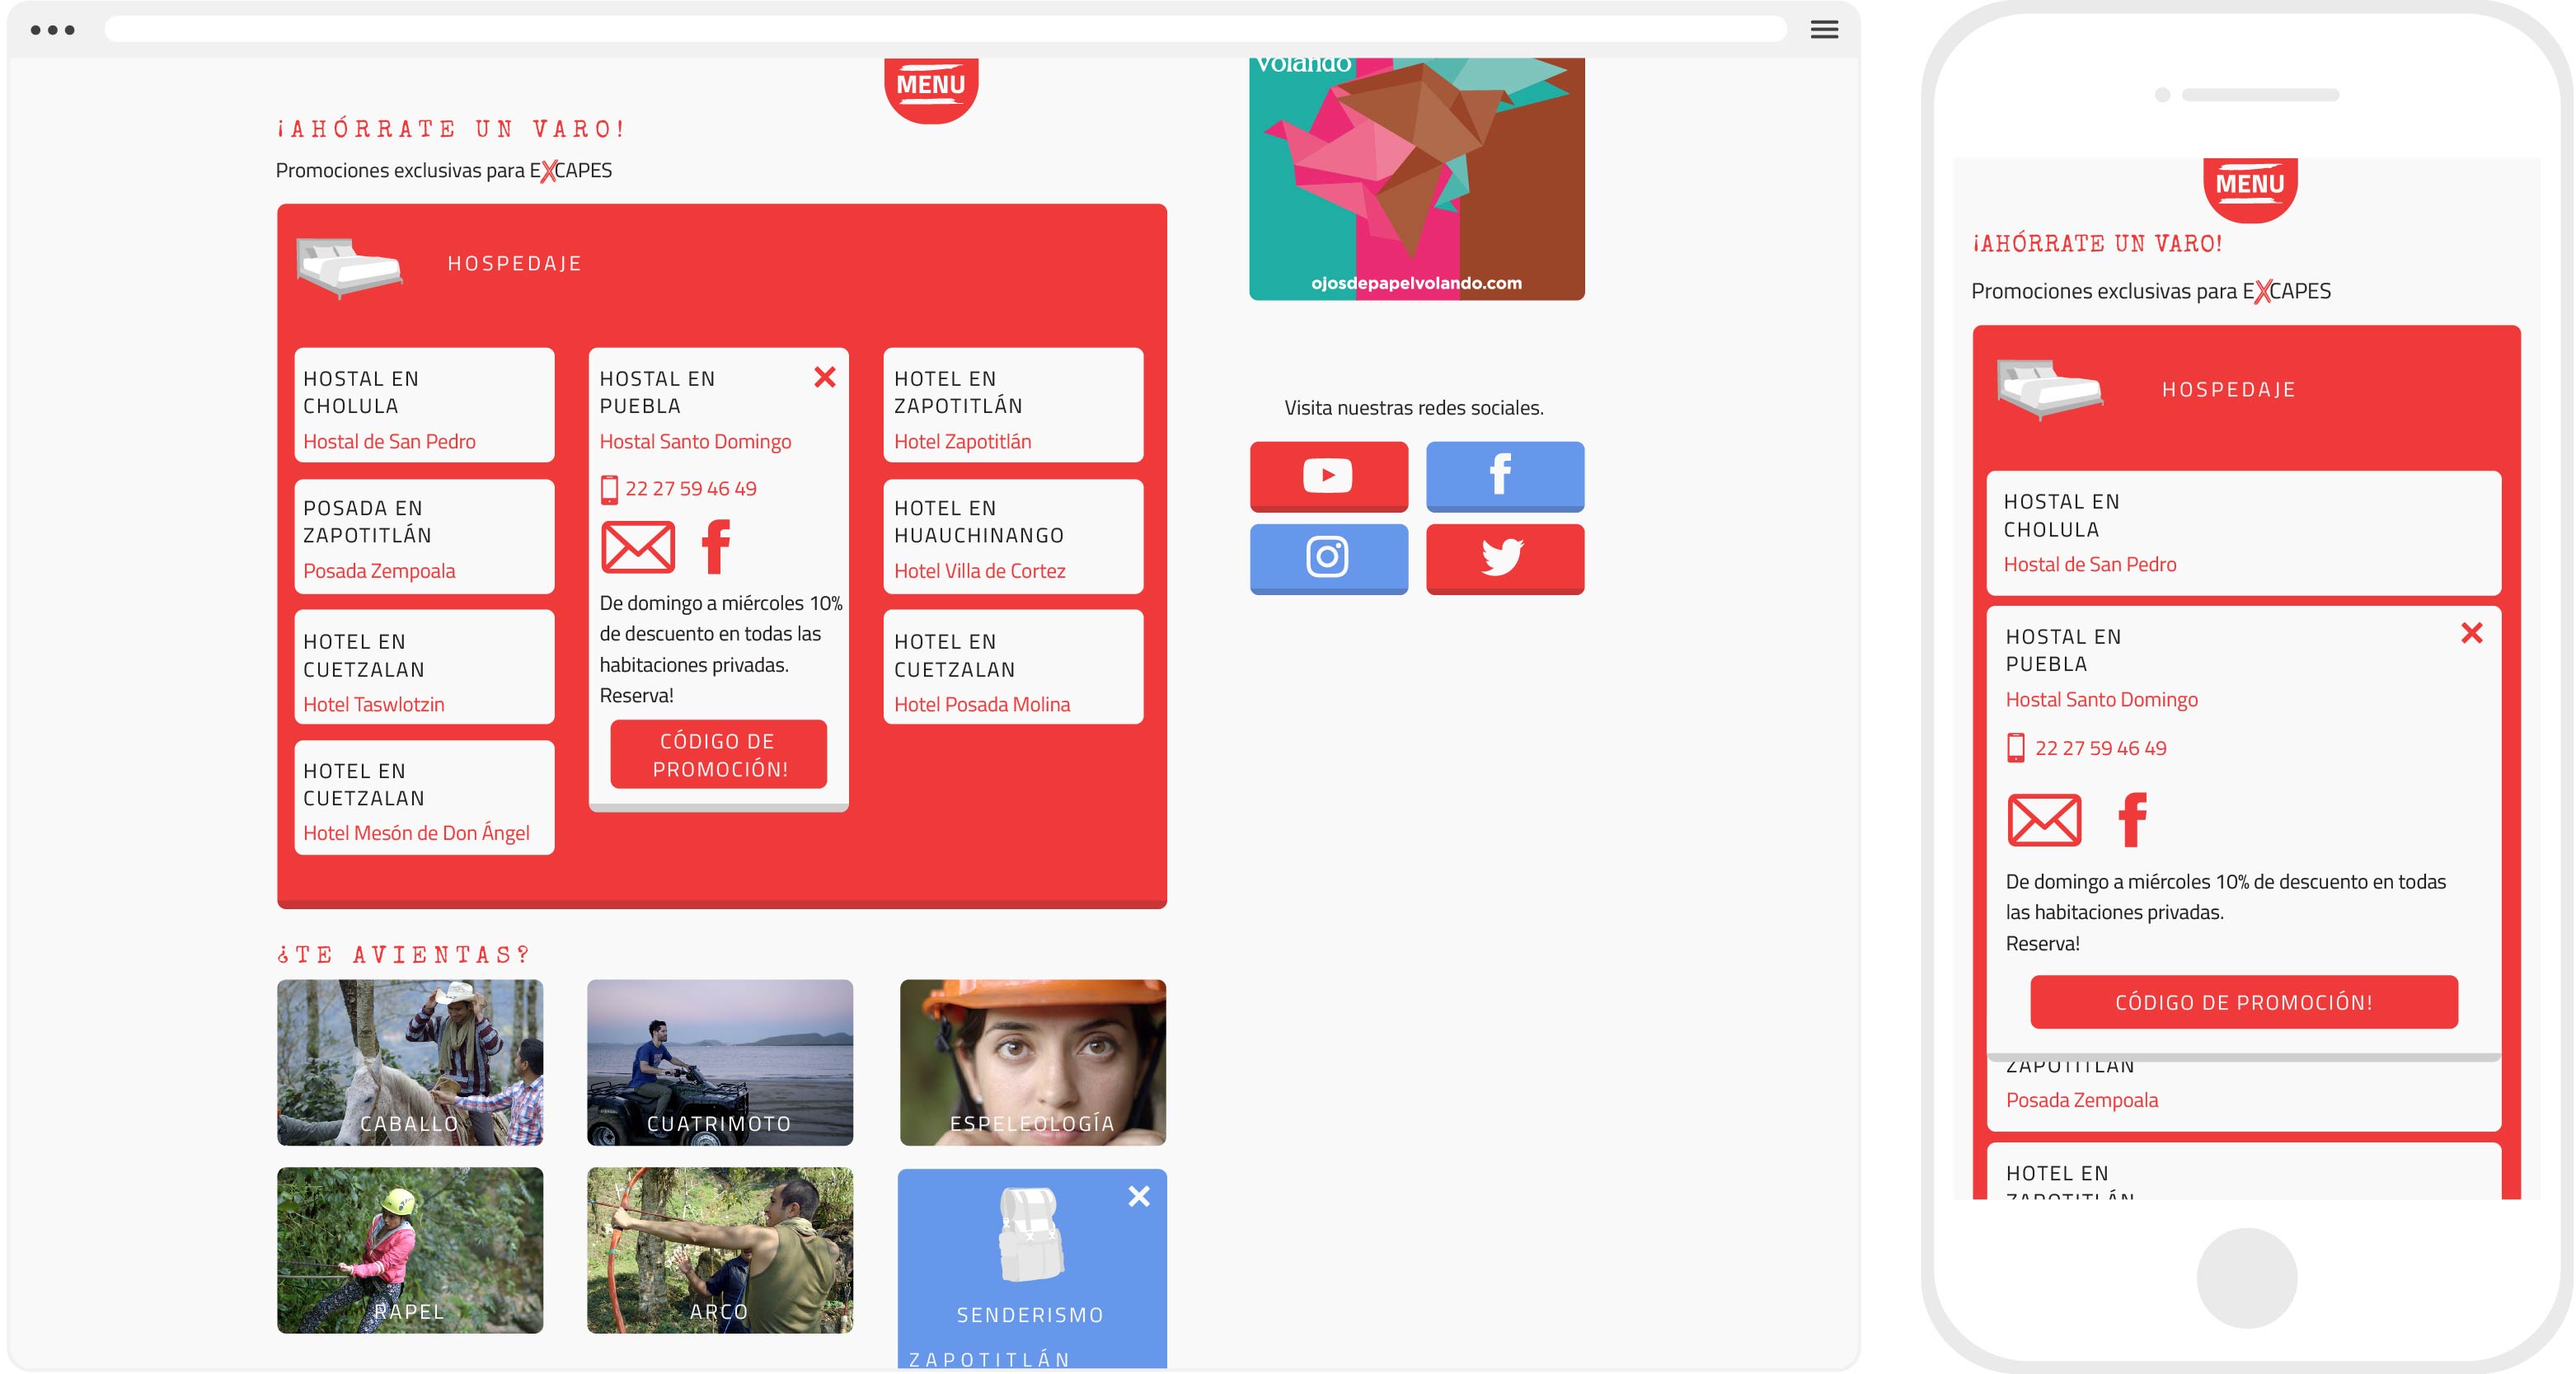 MENU
¡AHÓRRATE UN VARO!
Promociones exclusivas para EXCAPES
HOSPEDAJE
HOSTAL EN
CHOLULA
Hostal de San Pedro
POSADA EN
ZAPOTITLÁN
Posada Zempoala
HOTEL EN
CUETZALAN
Hotel Taswlotzin
HOTEL EN
CUETZALAN
Hotel Mesón de Don Ángel
HOSTAL EN
PUEBLA
Hostal Santo Domingo
22 27 59 46 49
De domingo a miércoles 10%
de descuento en todas las
habitaciones privadas.
Reserva!
CÓDIGO DE
PROMOCIÓN!
HOTEL EN
ZAPOTITLÁN
Hotel Zapotitlán
HOTEL EN
HUAUCHINANGO
Hotel Villa de Cortez
HOTEL EN
CUETZALAN
Hotel Posada Molina
¿TE AVIENTAS?
CABALLO
CUATRIMOTO
ESPELEOLOGÍA
RAPEL
ARCO
SENDERISMO
ZAPOTITLÁN
Volando
ojosdepapelvolando.com
Visita nuestras redes sociales.
MENU
¡AHÓRRATE UN VARO!
Promociones exclusivas para EXCAPES
HOSPEDAJE
HOSTAL EN
CHOLULA
Hostal de San Pedro
HOSTAL EN
PUEBLA
Hostal Santo Domingo
22 27 59 46 49
De domingo a miércoles 10% de descuento en todas
las habitaciones privadas.
Reserva!
CÓDIGO DE PROMOCIÓN!
ZAPOTITLÁN
Posada Zempoala
HOTEL EN
ZAPOTITLÁN